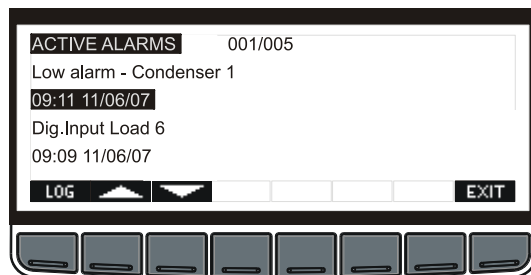 ACTIVE ALARMS 001/005
Low alarm - Condenser 1
09:11 11/06/07
Dig.Input Load 6
09:09 11/06/07
LOG EXIT